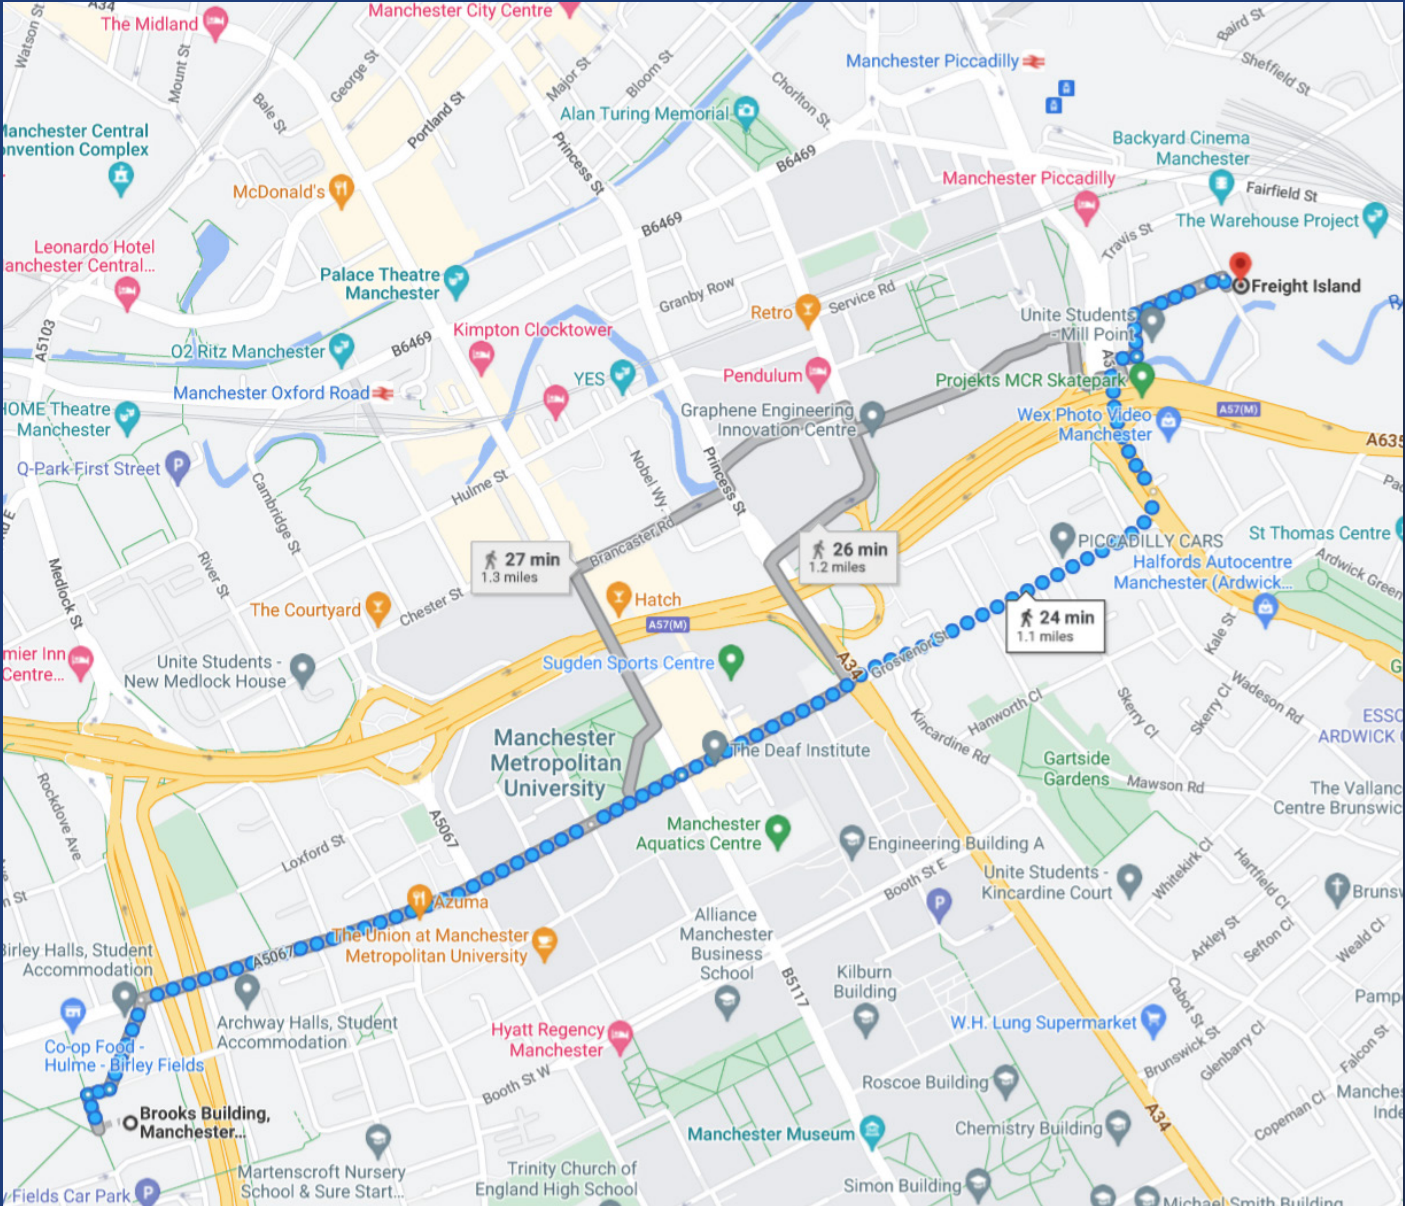 A34
The Midland
Manchester City Centre
Watson St
Mount St
George St
Bale St
Portland St
Major St
Bloom St
Princess St
Chorlton St
Alan Turing Memorial
B6469
Manchester Piccadilly
Baird St
Sheffield St
Backyard Cinema
Manchester
Manchester Piccadilly
Fairfield St
The Warehouse Project
Travis St
Manchester Central
onvention Complex
McDonald's
Leonardo Hotel
anchester Central...
Palace Theatre
Manchester
B6469
Granby Row
Service Rd
Retro
Freight Island
Unite Students
- Mill Point
A5103
O2 Ritz Manchester
B6469
Kimpton Clocktower
YES
Pendulum
Projekts MCR Skatepark
Manchester Oxford Road
HOME Theatre
Manchester
Graphene Engineering
Innovation Centre
Wex Photo Video
Manchester
A57(M)
A635
Q-Park First Street
Cambridge St
Hulme St
Nobel Wy
Princess St
Brancaster Rd
27 min
1.3 miles
26 min
1.2 miles
PICCADILLY CARS
St Thomas Centre
Halfords Autocentre
Manchester (Ardwick...
Ardwick Green
Medlock St
River St
The Courtyard
Chester St
Hatch
A57(M)
24 min
1.1 miles
Kale St
mier Inn
Centre...
Unite Students -
New Medlock House
Sugden Sports Centre
A34
Grosvenor St
Hanworth Cl
Skerry Cl
Skerry Cl
Wadeson Rd
ESSO
ARDWICK
Kincardine Rd
Manchester
Metropolitan
University
The Deaf Institute
Gartside
Gardens
Mawson Rd
The Vallance
Centre Brunswic
Rockdove Ave
A5067
Loxford St
Manchester
Aquatics Centre
Engineering Building A
Booth St E
Unite Students -
Kincardine Court
Whitekirk Cl
Hartfield Cl
Brunsw
Azuma
The Union at Manchester
Metropolitan University
Alliance
Manchester
Business
School
Arkley St
Sefton Cl
Weald Cl
Birley Halls, Student
Accommodation
A5067
B5117
Kilburn
Building
Cabot St
Pamp
Archway Halls, Student
Accommodation
Co-op Food -
Hulme - Birley Fields
Hyatt Regency
Manchester
W.H. Lung Supermarket
Brunswick St
Glenbarry Cl
Falcon St
Booth St W
Roscoe Building
Manches
Inde
Brooks Building,
Manchester...
Manchester Museum
Chemistry Building
A34
Copeman Cl
Martenscroft Nursery
School & Sure Start...
Trinity Church of
England High School
Simon Building
y Fields Car Park
Michael Smith Building